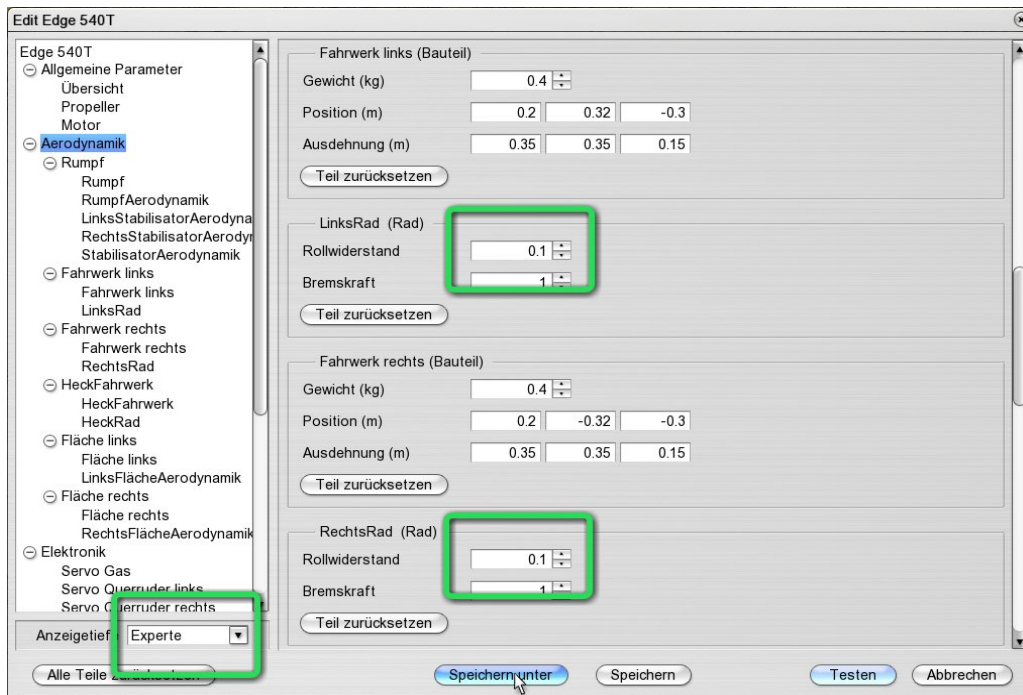 Edit Edge 540T
Edge 540T
Allgemeine Parameter
Übersicht
Propeller
Motor
Aerodynamik
Rumpf
Rumpf
RumpfAerodynamik
LinksStabilisatorAerodyna
RechtsStabilisatorAerodyn
StabilisatorAerodynamik
Fahrwerk links
Fahrwerk links
LinksRad
Fahrwerk rechts
Fahrwerk rechts
RechtsRad
HeckFahrwerk
HeckFahrwerk
HeckRad
Fläche links
Fläche links
LinksFlächeAerodynamik
Fläche rechts
Fläche rechts
RechtsFlächeAerodynamik
Elektronik
Servo Gas
Servo Querruder links
Servo Querruder rechts
Anzeigetiefe Experte
Alle Teile zurücksetzen
Fahrwerk links (Bauteil)
Gewicht (kg) 0.4
Position (m) 0.2 0.32 -0.3
Ausdehnung (m) 0.35 0.35 0.15
Teil zurücksetzen
LinksRad (Rad)
Rollwiderstand 0.1
Bremskraft 1
Teil zurücksetzen
Fahrwerk rechts (Bauteil)
Gewicht (kg) 0.4
Position (m) 0.2 -0.32 -0.3
Ausdehnung (m) 0.35 0.35 0.15
Teil zurücksetzen
RechtsRad (Rad)
Rollwiderstand 0.1
Bremskraft 1
Teil zurücksetzen
Speichern unter Speichern Testen Abbrechen